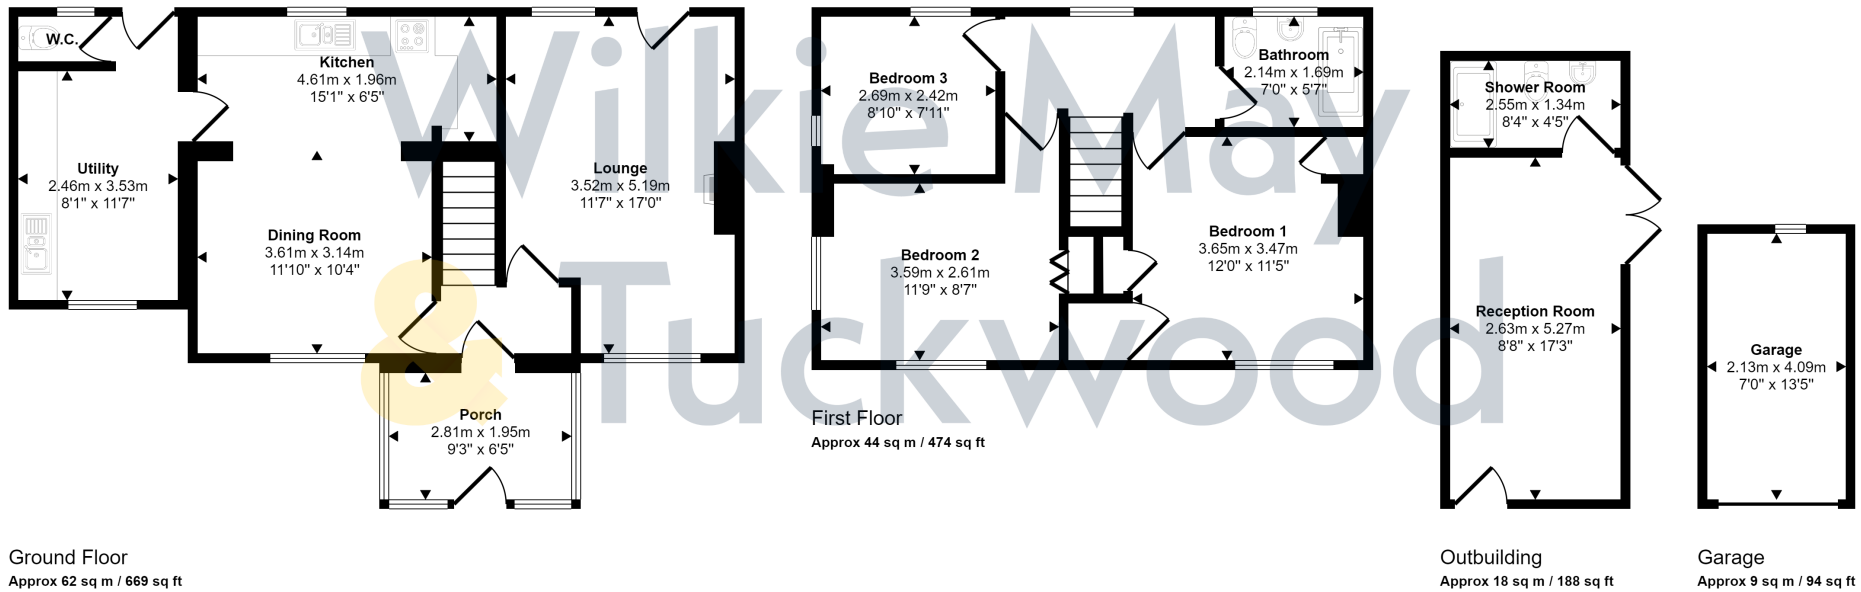 W.C.
Kitchen
4.61m x 1.96m
15'1" x 6'5"
Utility
2.46m x 3.53m
8'1" x 11'7"
Lounge
3.52m x 5.19m
11'7" x 17'0"
Dining Room
3.61m x 3.14m
11'10" x 10'4"
Porch
2.81m x 1.95m
9'3" x 6'5"
Ground Floor
Approx 62 sq m / 669 sq ft
Bedroom 3
2.69m x 2.42m
8'10" x 7'11"
Bathroom
2.14m x 1.69m
7'0" x 5'7"
Bedroom 2
3.59m x 2.61m
11'9" x 8'7"
Bedroom 1
3.65m x 3.47m
12'0" x 11'5"
First Floor
Approx 44 sq m / 474 sq ft
Shower Room
2.55m x 1.34m
8'4" x 4'5"
Reception Room
2.63m x 5.27m
8'8" x 17'3"
Outbuilding
Approx 18 sq m / 188 sq ft
Garage
2.13m x 4.09m
7'0" x 13'5"
Garage
Approx 9 sq m / 94 sq ft
Wilkie May
& Tuckwood